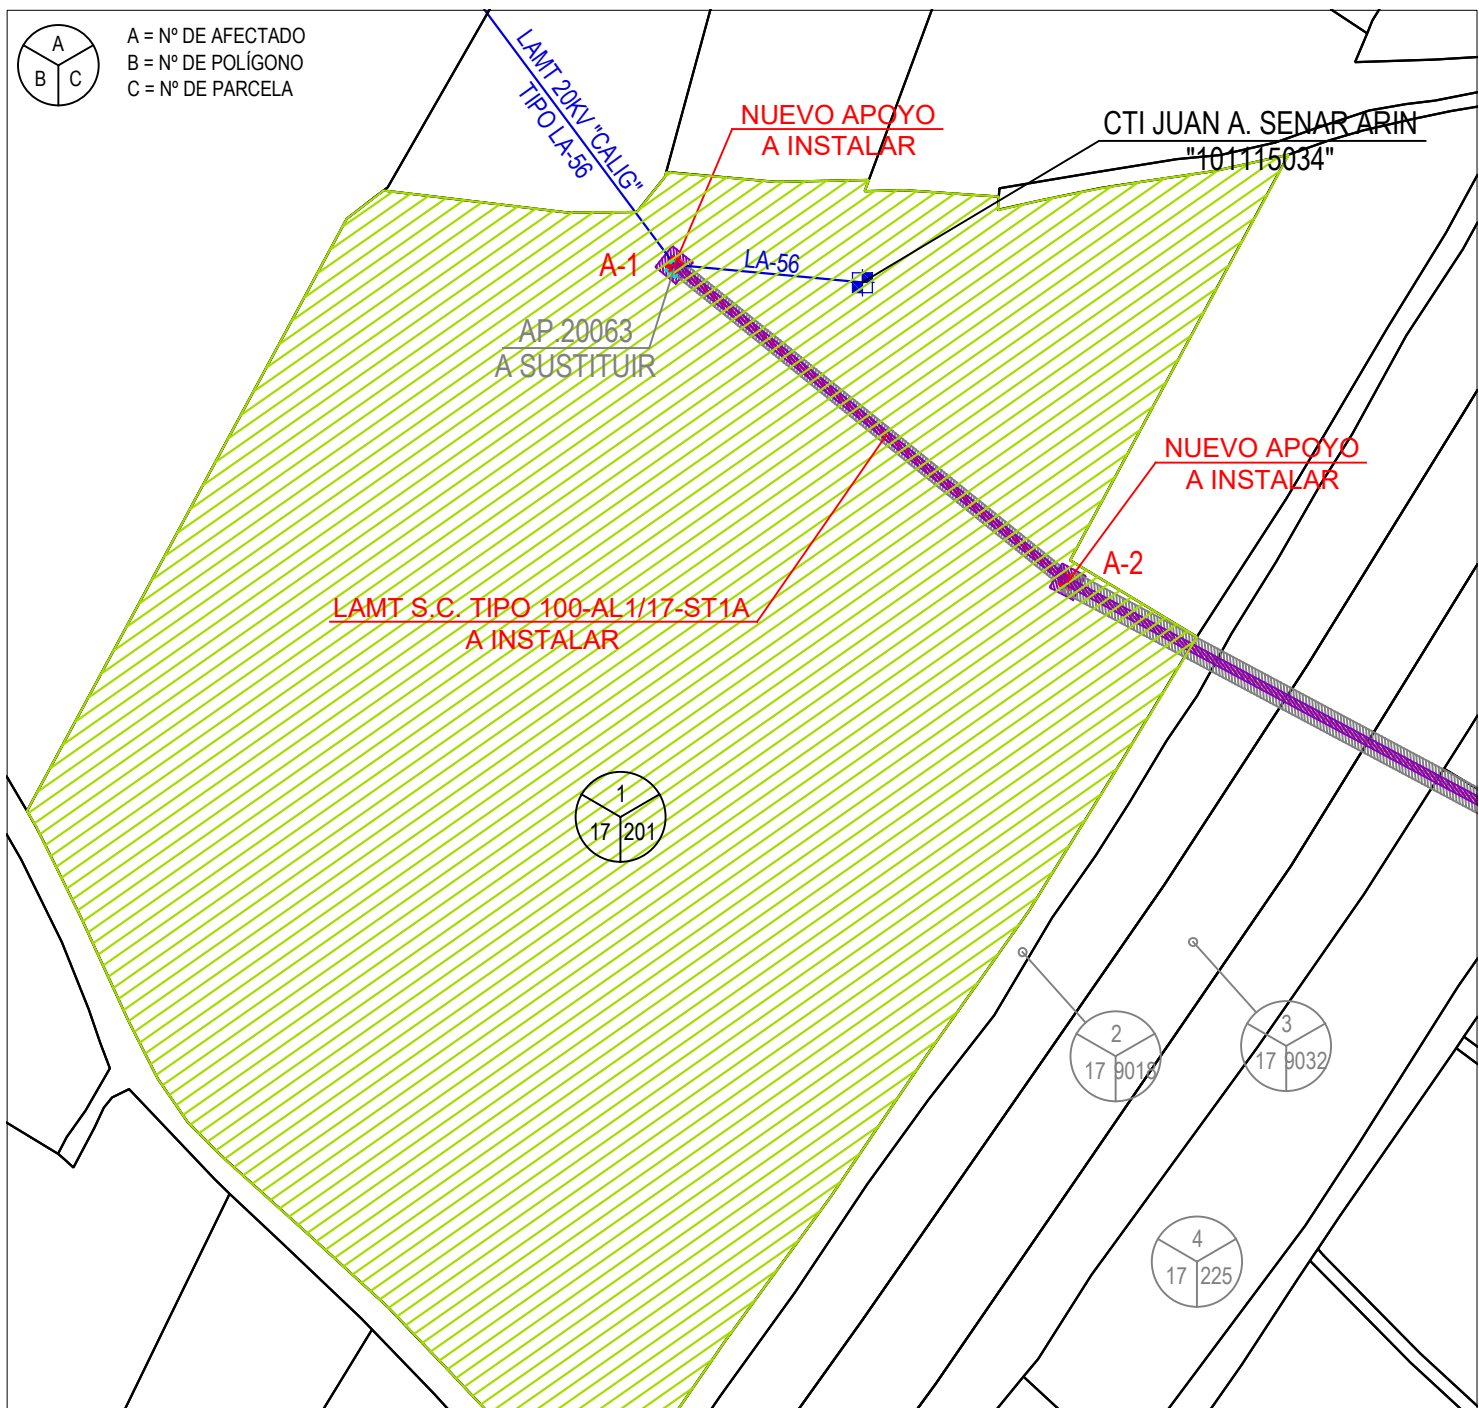 A
B
C
A = Nº DE AFECTADO
B = Nº DE POLÍGONO
C = Nº DE PARCELA
LAMT 20KV "CALIG"
TIPO LA-56
NUEVO APOYO
A INSTALAR
CTI JUAN A. SENAR ARIN
"101115034"
A-1
LA-56
AP.20063
A SUSTITUIR
NUEVO APOYO
A INSTALAR
A-2
LAMT S.C. TIPO 100-AL1/17-ST1A
A INSTALAR
1
17 201
2
17 9018
3
17 9032
4
17 225